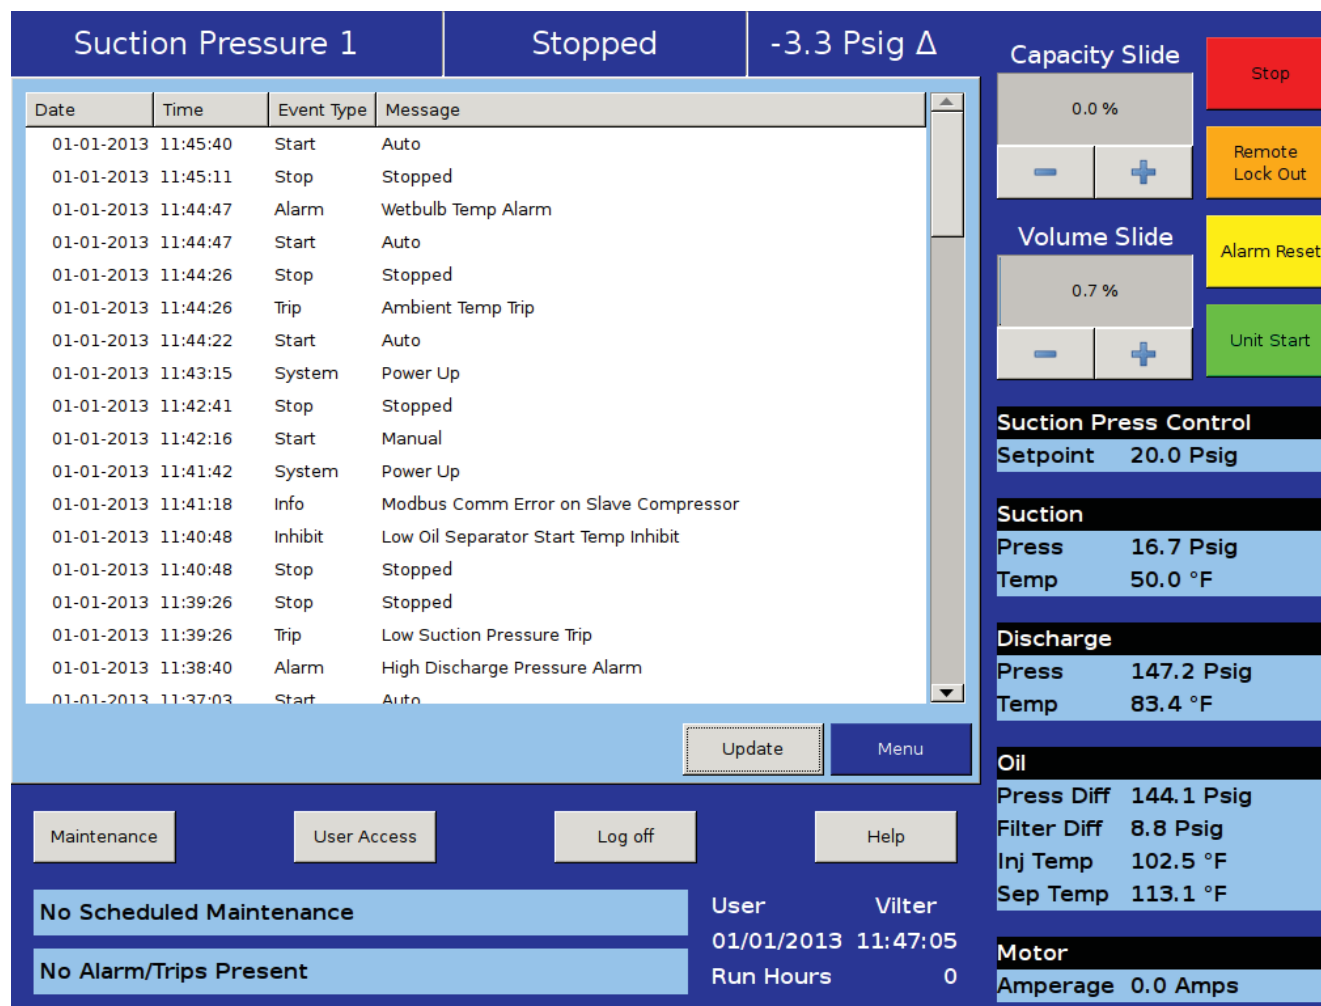 Suction Pressure 1 Stopped -3.3 Psig Δ
Date Time Event Type Message
01-01-2013 11:45:40 Start Auto
01-01-2013 11:45:11 Stop Stopped
01-01-2013 11:44:47 Alarm Wetbulb Temp Alarm
01-01-2013 11:44:47 Start Auto
01-01-2013 11:44:26 Stop Stopped
01-01-2013 11:44:26 Trip Ambient Temp Trip
01-01-2013 11:44:22 Start Auto
01-01-2013 11:43:15 System Power Up
01-01-2013 11:42:41 Stop Stopped
01-01-2013 11:42:16 Start Manual
01-01-2013 11:41:42 System Power Up
01-01-2013 11:41:18 Info Modbus Comm Error on Slave Compressor
01-01-2013 11:40:48 Inhibit Low Oil Separator Start Temp Inhibit
01-01-2013 11:40:48 Stop Stopped
01-01-2013 11:39:26 Stop Stopped
01-01-2013 11:39:26 Trip Low Suction Pressure Trip
01-01-2013 11:38:40 Alarm High Discharge Pressure Alarm
01-01-2013 11:37:03 Start Auto
Update Menu
Maintenance User Access Log off Help
No Scheduled Maintenance
No Alarm/Trips Present
User Vilter
01/01/2013 11:47:05
Run Hours 0
Capacity Slide
0.0 %
Volume Slide
0.7 %
Stop
Remote
Lock Out
Alarm Reset
Unit Start
Suction Press Control
Setpoint 20.0 Psig
Suction
Press 16.7 Psig
Temp 50.0 °F
Discharge
Press 147.2 Psig
Temp 83.4 °F
Oil
Press Diff 144.1 Psig
Filter Diff 8.8 Psig
Inj Temp 102.5 °F
Sep Temp 113.1 °F
Motor
Amperage 0.0 Amps